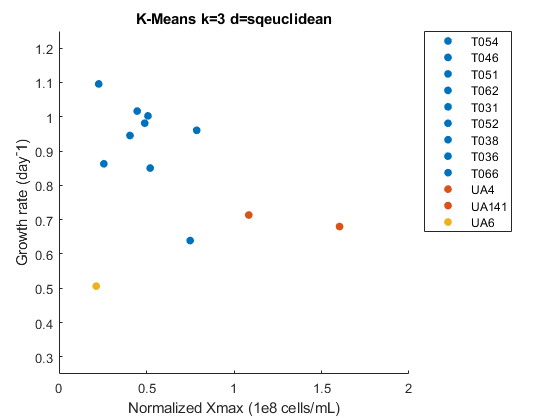 K-Means k=3 d=sqeuclidean
1.2
1.1
1
0.9
0.8
0.7
0.6
0.5
0.4
0.3
Growth rate (day-1)
0
0.5
1
1.5
2
Normalized Xmax (1e8 cells/mL)
T054
T046
T051
T062
T031
T052
T038
T036
T066
UA4
UA141
UA6